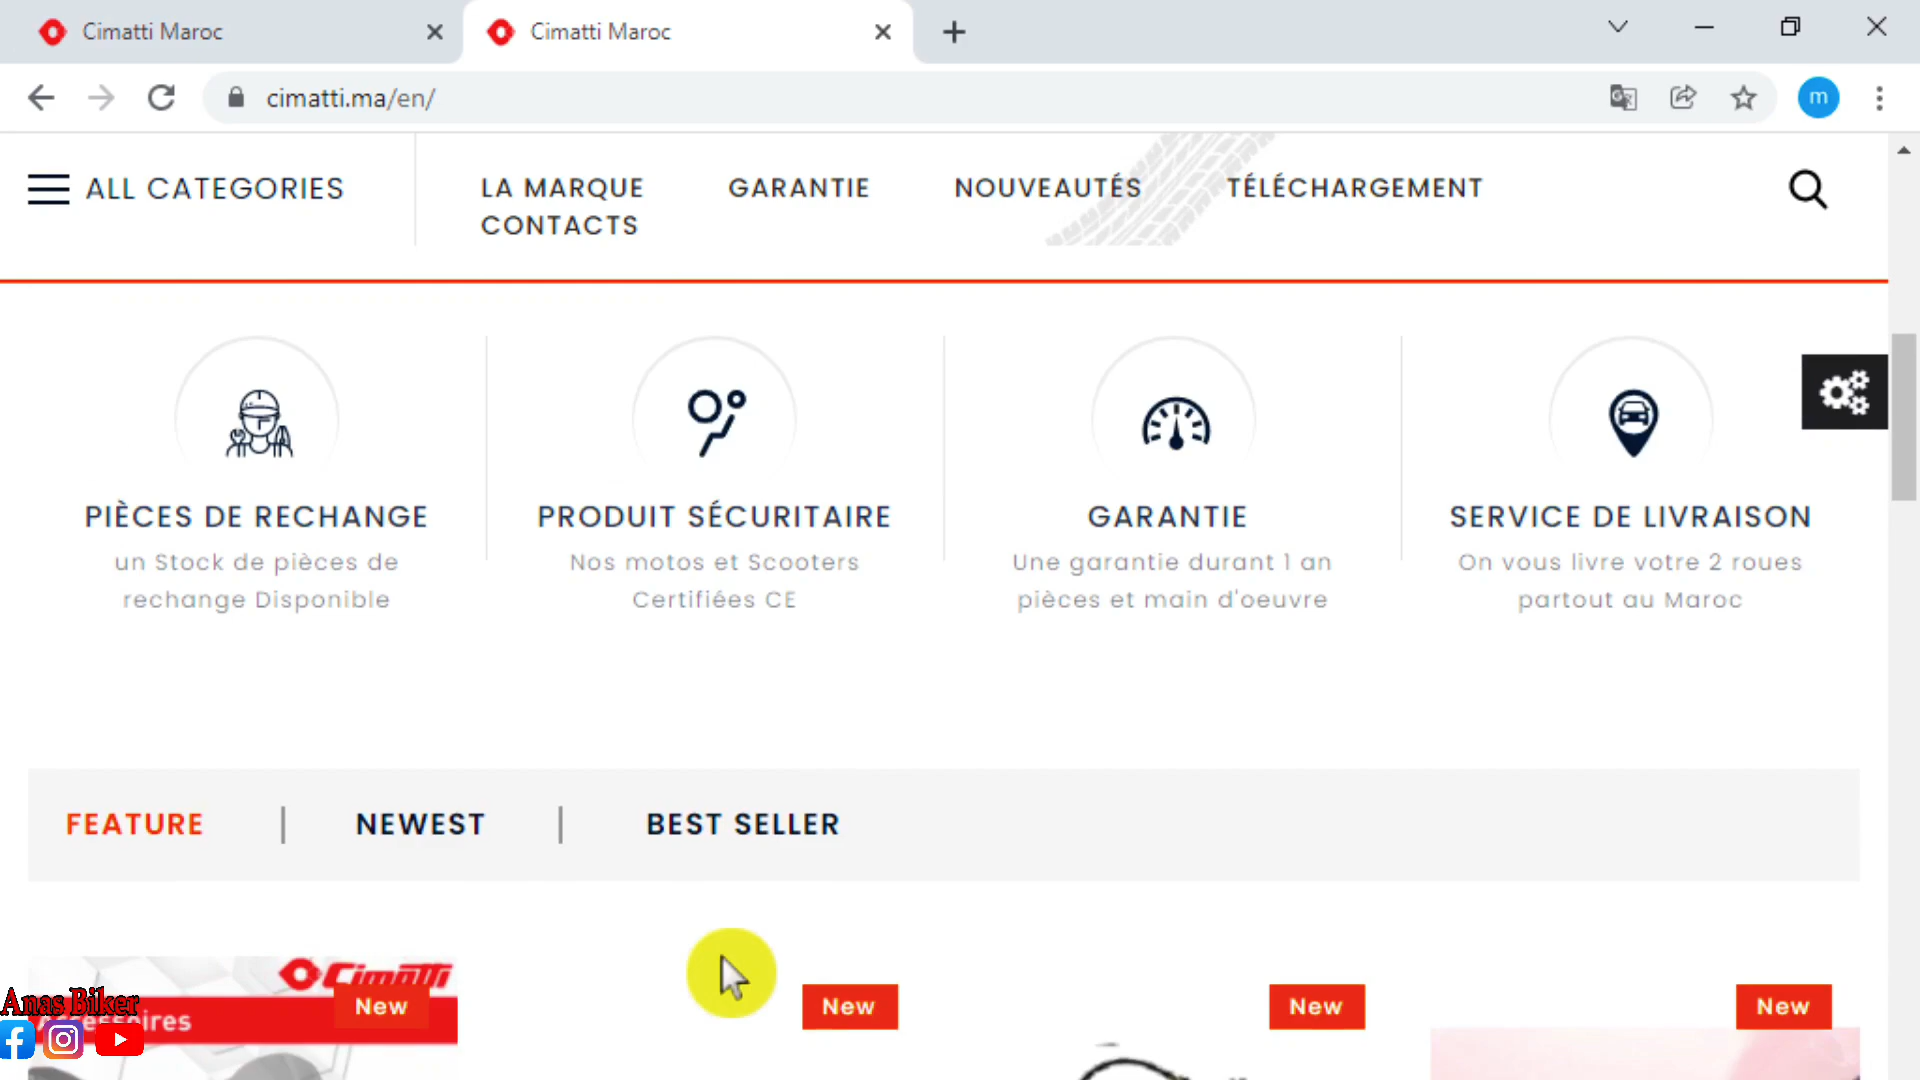 Cimatti Maroc
Cimatti Maroc
cimatti.ma/en/
m
ALL CATEGORIES
LA MARQUE
GARANTIE
NOUVEAUTÉS
TÉLÉCHARGEMENT
CONTACTS
PIÈCES DE RECHANGE
un Stock de pièces de
rechange Disponible
PRODUIT SÉCURITAIRE
Nos motos et Scooters
Certifiées CE
GARANTIE
Une garantie durant 1 an
pièces et main d'oeuvre
SERVICE DE LIVRAISON
On vous livre votre 2 roues
partout au Maroc
FEATURE | NEWEST | BEST SELLER
Cimatti
Accessoires
New
New
New
New
Anas Biker